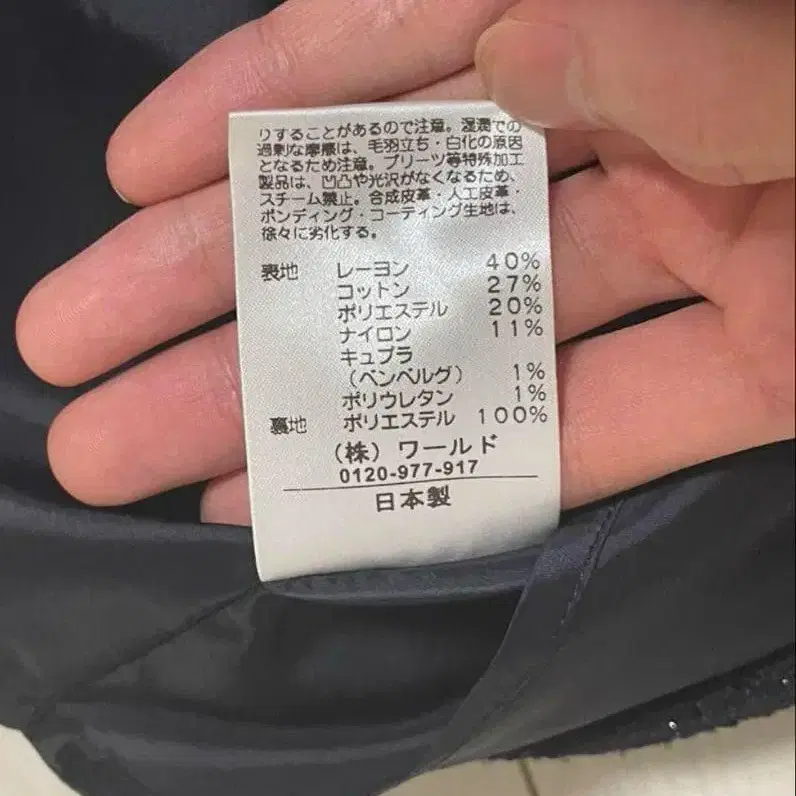 りすることがあるので注意。湿潤での
過剰な摩擦は、毛羽立ち・白化の原因
となるため注意。プリーツ等特殊加工
製品は、凹凸や光沢がなくなるため、
スチーム禁止。合成皮革・人工皮革・
ボンディング・コーティング生地は、
徐々に劣化する。
表地 レーヨン 40%
コットン 27%
ポリエステル 20%
ナイロン 11%
キュプラ
（ベンベルグ） 1%
ポリウレタン 1%
裏地 ポリエステル 100%
（株）ワールド
0120-977-917
日本製